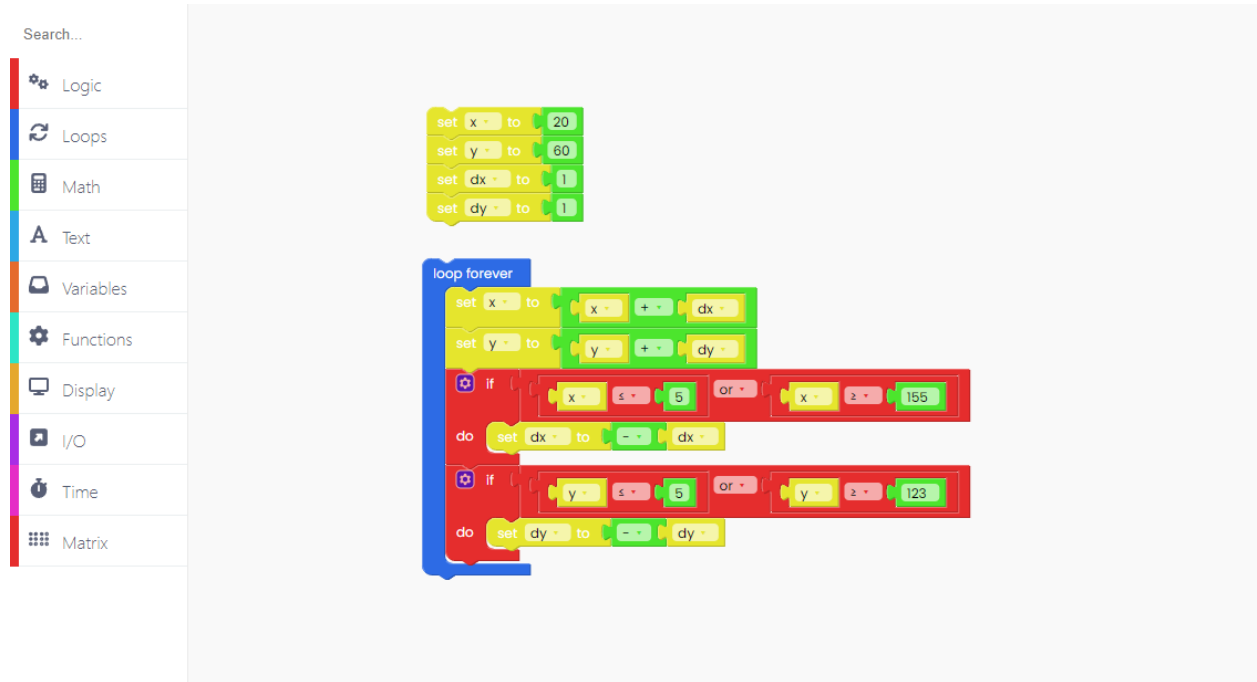 Search...
Logic
Loops
Math
Text
Variables
Functions
Display
I/O
Time
Matrix
set x to 20
set y to 60
set dx to 1
set dy to 1
loop forever
set x to x + dx
set y to y + dy
if x ≤ 5 or x ≥ 155
do set dx to - dx
if y ≤ 5 or y ≥ 123
do set dy to - dy